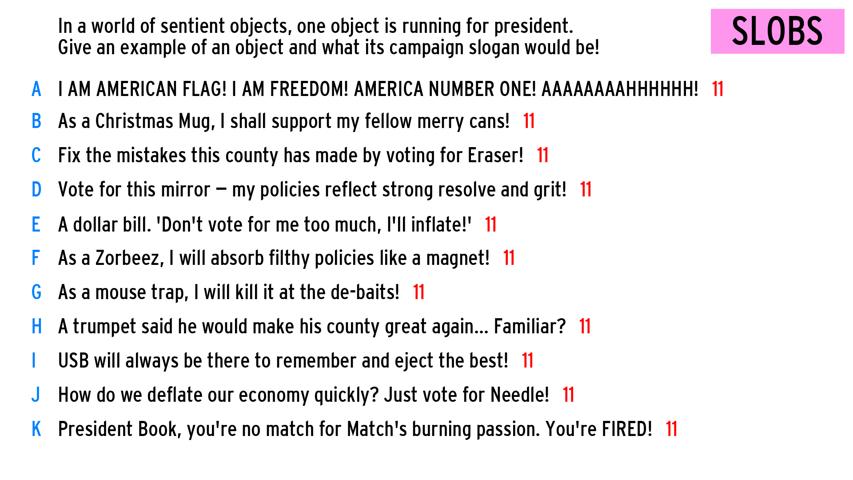 In a world of sentient objects, one object is running for president.
Give an example of an object and what its campaign slogan would be!
SLOBS
A I AM AMERICAN FLAG! I AM FREEDOM! AMERICA NUMBER ONE! AAAAAAAAHHHHHH! 11
B As a Christmas Mug, I shall support my fellow merry cans! 11
C Fix the mistakes this county has made by voting for Eraser! 11
D Vote for this mirror – my policies reflect strong resolve and grit! 11
E A dollar bill. 'Don't vote for me too much, I'll inflate!' 11
F As a Zorbeez, I will absorb filthy policies like a magnet! 11
G As a mouse trap, I will kill it at the de-baits! 11
H A trumpet said he would make his county great again... Familiar? 11
I USB will always be there to remember and eject the best! 11
J How do we deflate our economy quickly? Just vote for Needle! 11
K President Book, you're no match for Match's burning passion. You're FIRED! 11